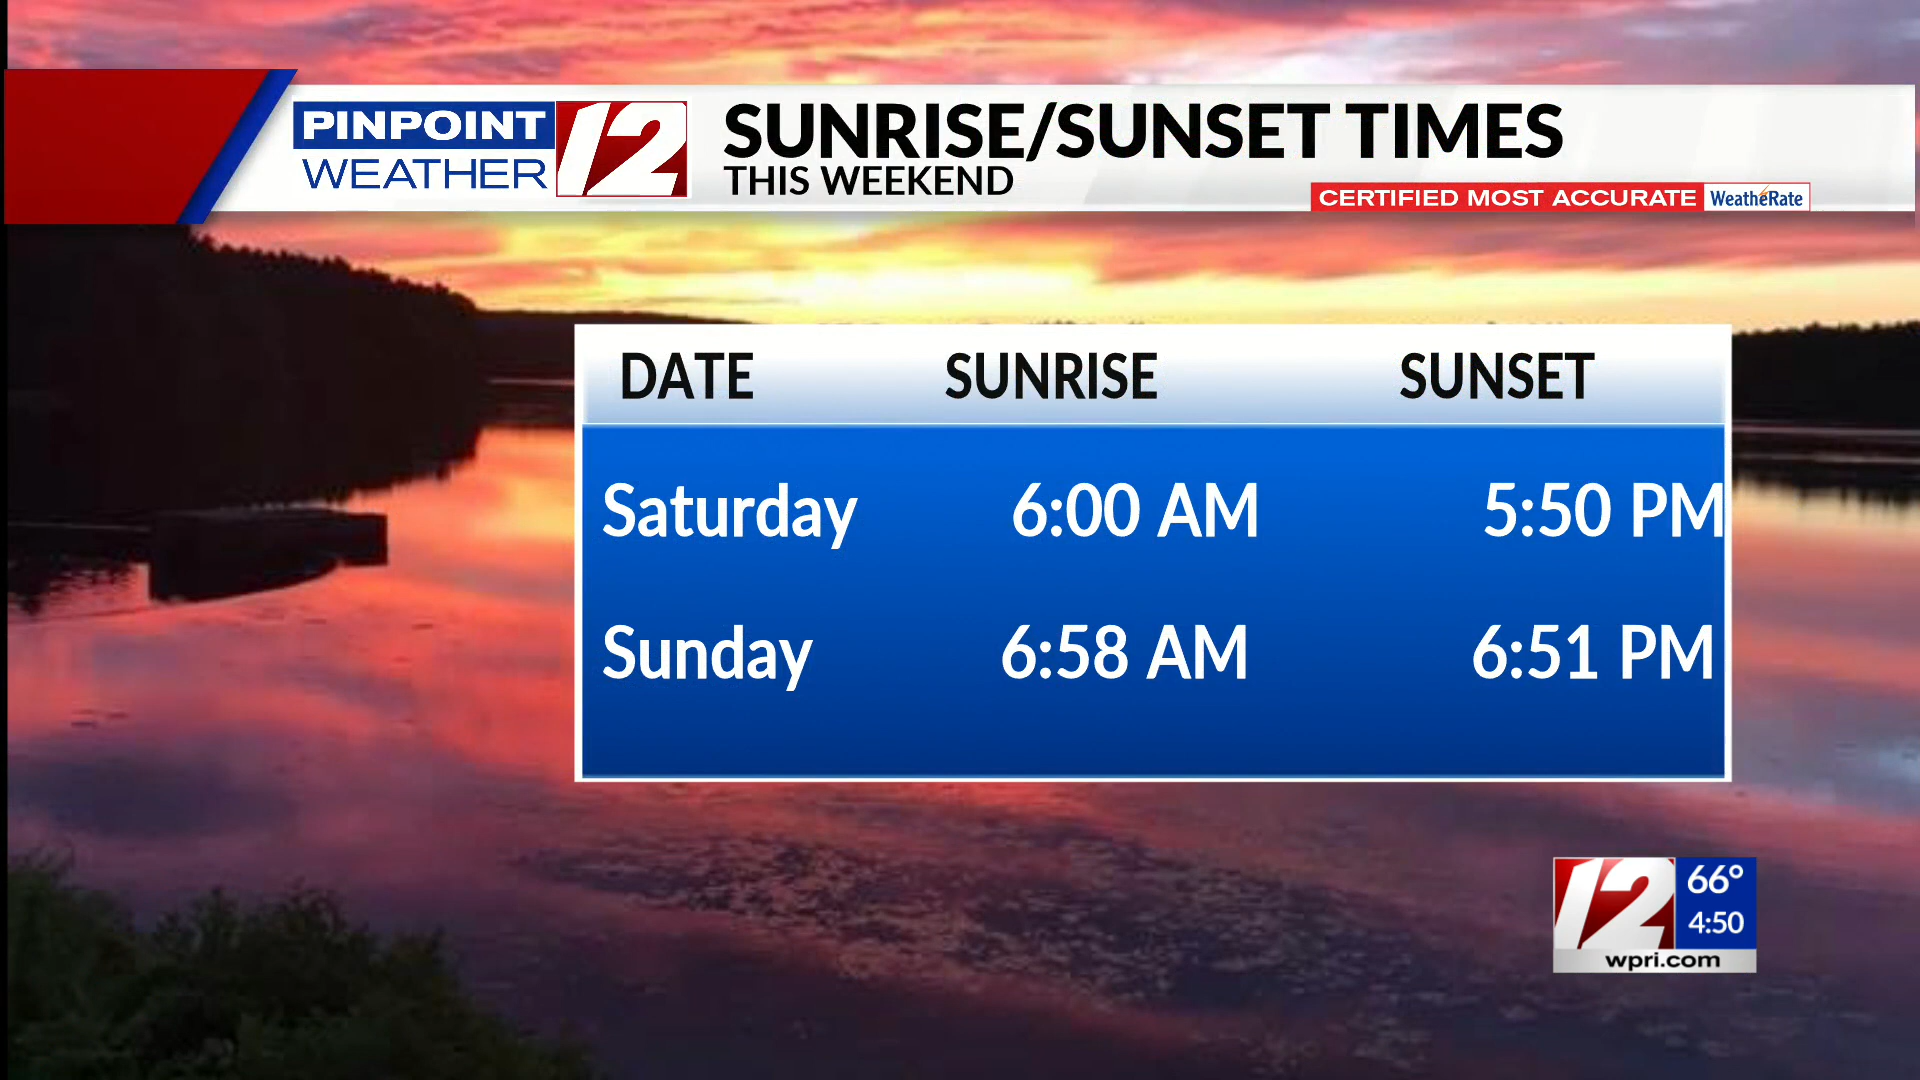 PINPOINT
WEATHER
12
SUNRISE/SUNSET TIMES
THIS WEEKEND
CERTIFIED MOST ACCURATE WeatheRate
DATE SUNRISE SUNSET
Saturday 6:00 AM 5:50 PM
Sunday 6:58 AM 6:51 PM
12
66°
4:50
wpri.com